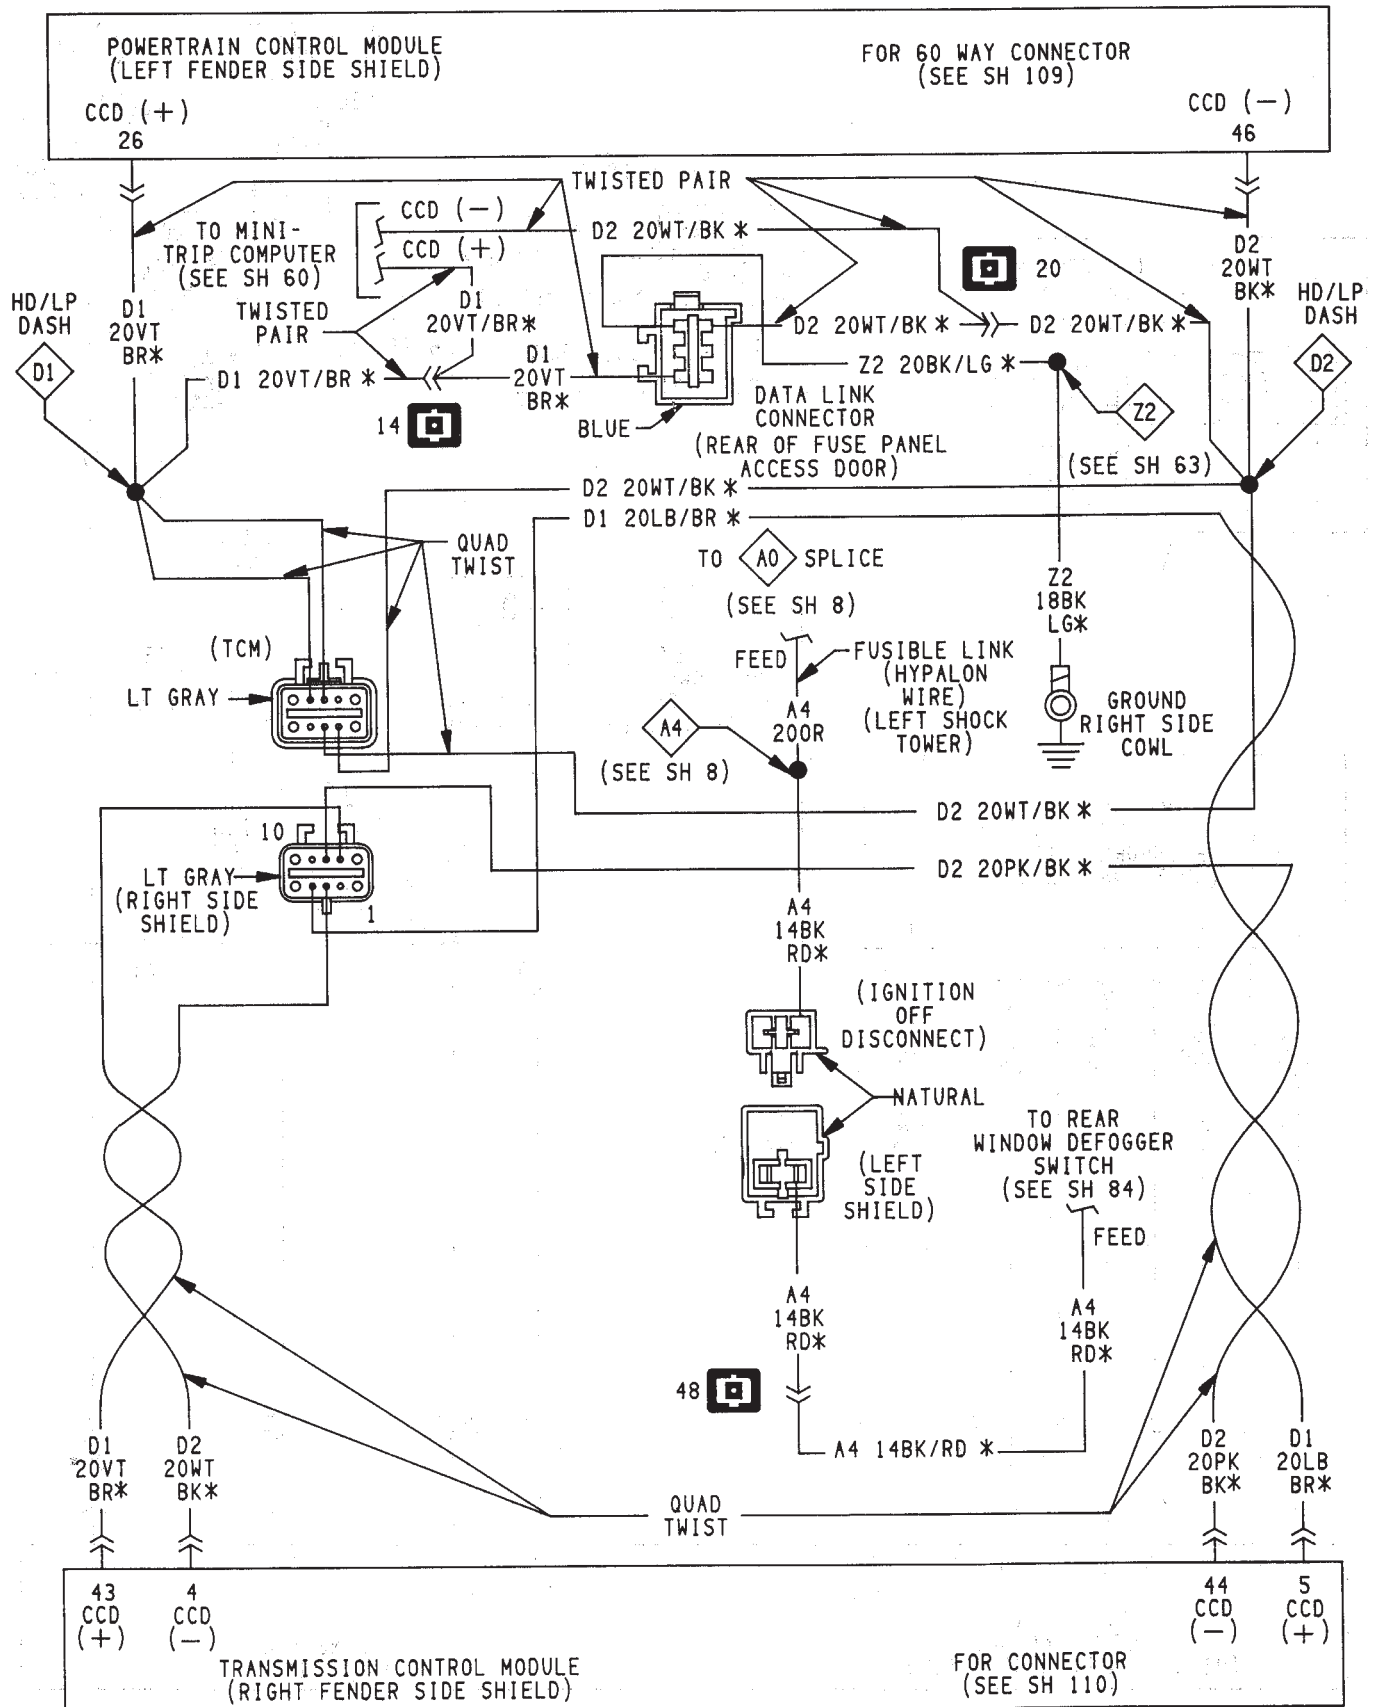 POWERTRAIN CONTROL MODULE
(LEFT FENDER SIDE SHIELD)
FOR 60 WAY CONNECTOR
(SEE SH 109)
CCD (+)
26
CCD (-)
46
TWISTED PAIR
CCD (-)
CCD (+)
TO MINI-
TRIP COMPUTER
(SEE SH 60)
D2 20WT/BK *
20
D2
20WT
BK*
HD/LP
DASH
D1
HD/LP
DASH
D2
D1
20VT
BR*
TWISTED
PAIR
D1
20VT/BR*
D2 20WT/BK *
D2 20WT/BK *
D1 20VT/BR *
D1
20VT
BR*
Z2 20BK/LG *
Z2
14
BLUE
DATA LINK
CONNECTOR
(REAR OF FUSE PANEL
ACCESS DOOR)
(SEE SH 63)
D2 20WT/BK *
D1 20LB/BR *
QUAD
TWIST
TO A0 SPLICE
(SEE SH 8)
Z2
18BK
LG*
(TCM)
LT GRAY
FEED
FUSIBLE LINK
(HYPALON
WIRE)
(LEFT SHOCK
TOWER)
A4
200R
A4
(SEE SH 8)
GROUND
RIGHT SIDE
COWL
D2 20WT/BK *
10
LT GRAY
(RIGHT SIDE
SHIELD)
1
D2 20PK/BK *
A4
14BK
RD*
(IGNITION
OFF
DISCONNECT)
NATURAL
(LEFT
SIDE
SHIELD)
TO REAR
WINDOW DEFOGGER
SWITCH
(SEE SH 84)
FEED
A4
14BK
RD*
A4
14BK
RD*
48
A4 14BK/RD *
D1
20VT
BR*
D2
20WT
BK*
D2
20PK
BK*
D1
20LB
BR*
QUAD
TWIST
43
CCD
(+)
4
CCD
(-)
44
CCD
(-)
5
CCD
(+)
TRANSMISSION CONTROL MODULE
(RIGHT FENDER SIDE SHIELD)
FOR CONNECTOR
(SEE SH 110)